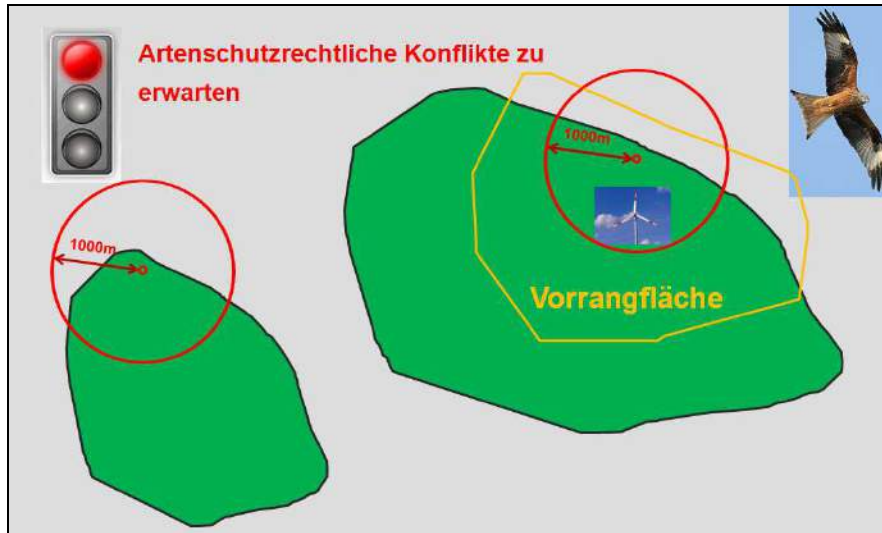 Artenschutzrechtliche Konflikte zu
erwarten
1000m
1000m
Vorrangfläche